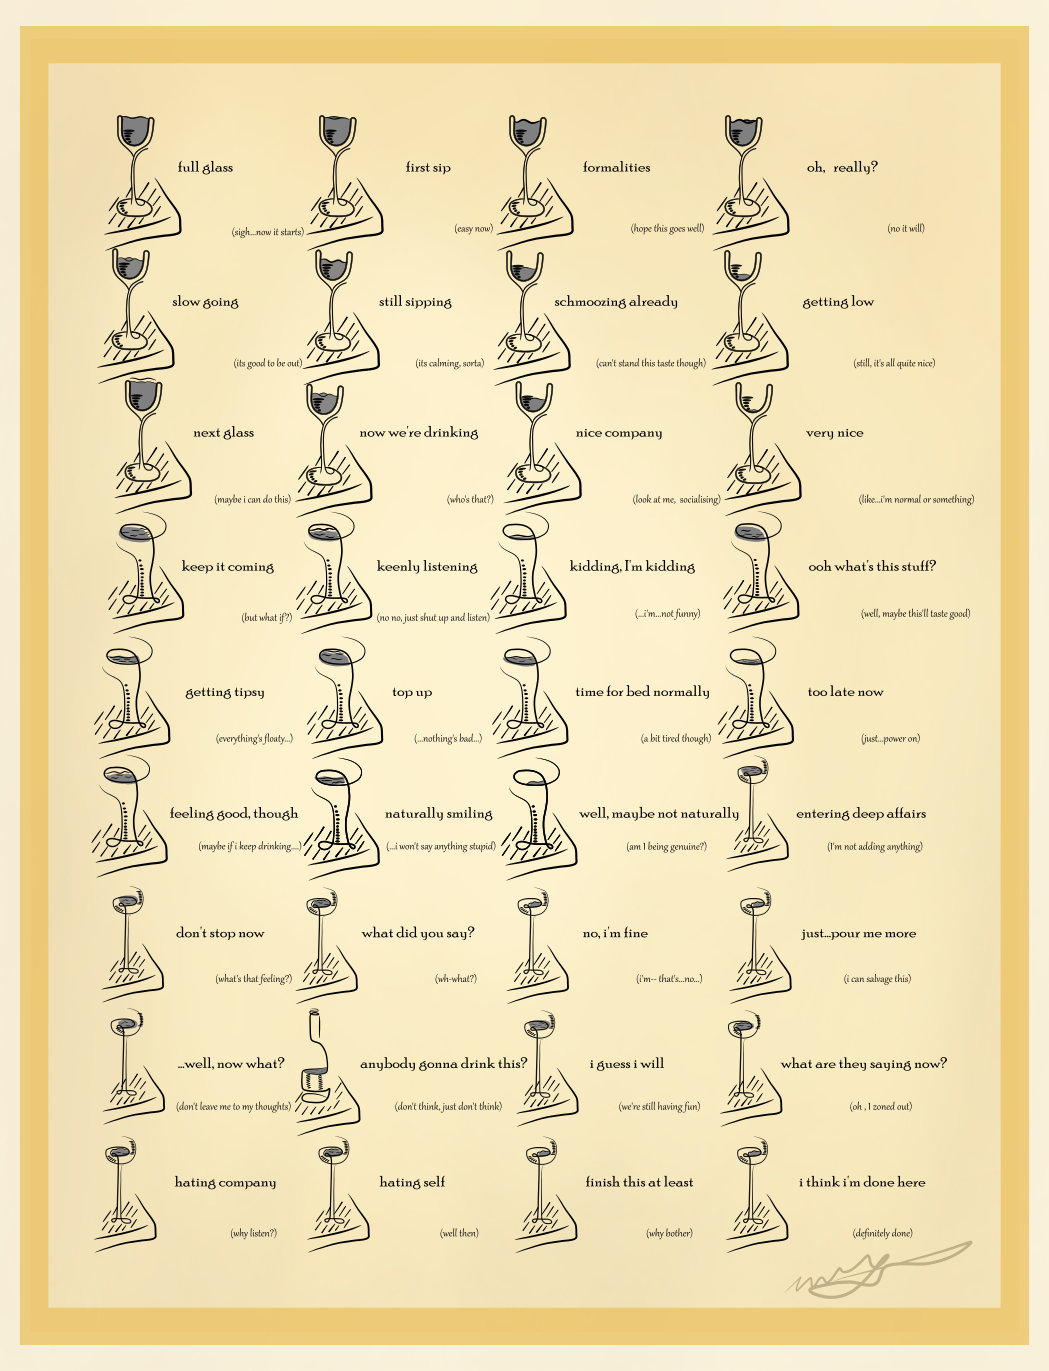 full glass
(sigh...now it starts)
first sip
(easy now)
formalities
(hope this goes well)
oh, really?
(no it will)
slow going
(its good to be out)
still sipping
(its calming, sorta)
schmoozing already
(can't stand this taste though)
getting low
(still, it's all quite nice)
next glass
(maybe i can do this)
now we're drinking
(who's that?)
nice company
(look at me, socialising)
very nice
(like...i'm normal or something)
keep it coming
(but what if?)
keenly listening
(no no, just shut up and listen)
kidding, I'm kidding
(...i'm...not funny)
ooh what's this stuff?
(well, maybe this'll taste good)
getting tipsy
(everything's floaty...)
top up
(...nothing's bad...)
time for bed normally
(a bit tired though)
too late now
(just...power on)
feeling good, though
(maybe if i keep drinking....)
naturally smiling
(...i won't say anything stupid)
well, maybe not naturally
(am I being genuine?)
entering deep affairs
(I'm not adding anything)
don't stop now
(what's that feeling?)
what did you say?
(wh-what?)
no, i'm fine
(i'm-- that's...no...)
just...pour me more
(i can salvage this)
...well, now what?
(don't leave me to my thoughts)
anybody gonna drink this?
(don't think, just don't think)
i guess i will
(we're still having fun)
what are they saying now?
(oh , I zoned out)
hating company
(why listen?)
hating self
(well then)
finish this at least
(why bother)
i think i'm done here
(definitely done)